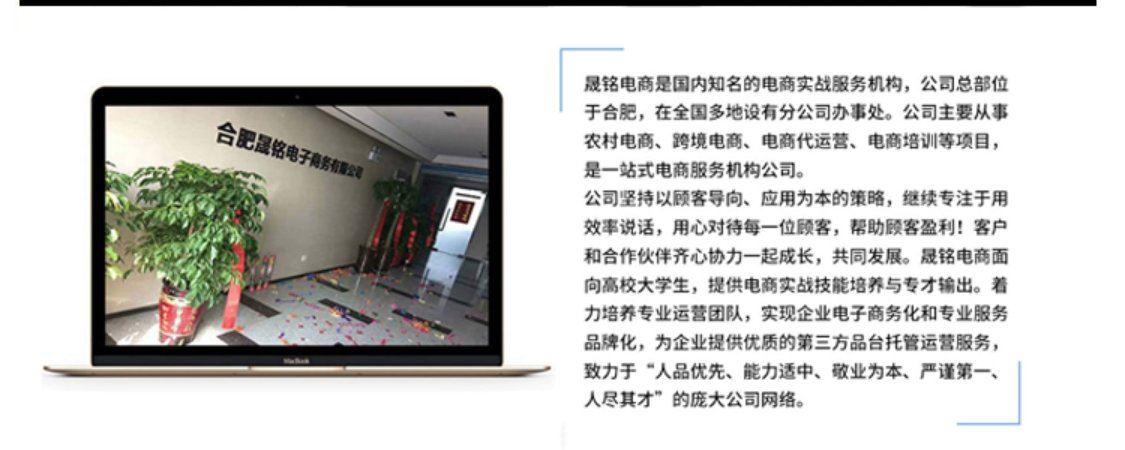 合肥晟铭电子商务有限公司
MacBook
晟铭电商是国内知名的电商实战服务机构，公司总部位
于合肥，在全国多地设有分公司办事处。公司主要从事
农村电商、跨境电商、电商代运营、电商培训等项目，
是一站式电商服务机构公司。
公司坚持以顾客导向、应用为本的策略，继续专注于用
效率说话，用心对待每一位顾客，帮助顾客盈利！客户
和合作伙伴齐心协力一起成长，共同发展。晟铭电商面
向高校大学生，提供电商实战技能培养与专才输出。着
力培养专业运营团队，实现企业电子商务化和专业服务
品牌化，为企业提供优质的第三方品台托管运营服务，
致力于“人品优先、能力适中、敬业为本、严谨第一、
人尽其才”的庞大公司网络。